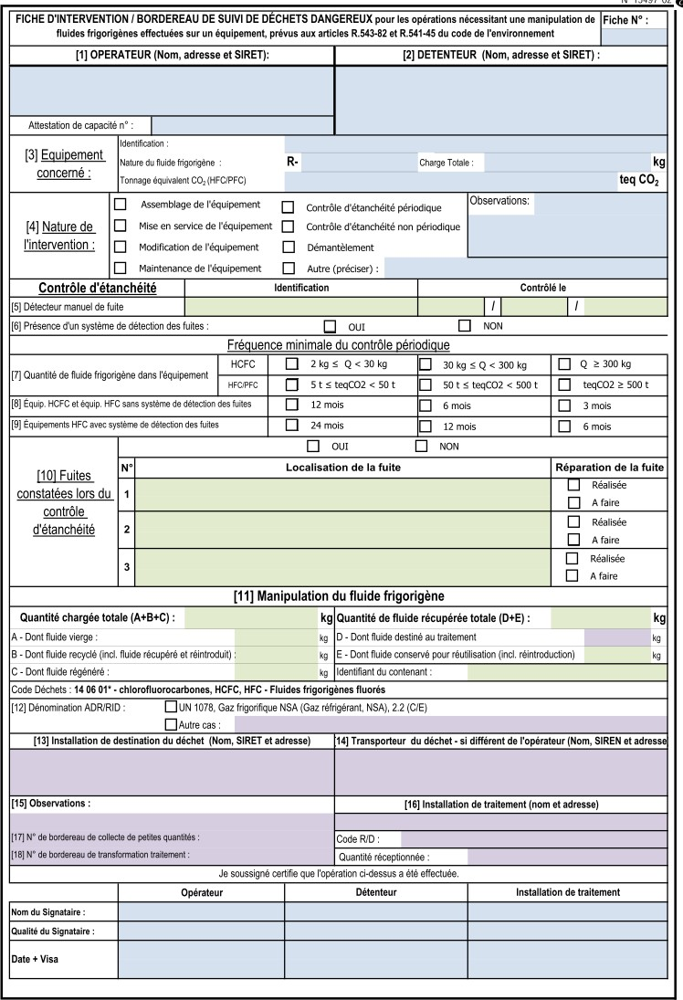 N° 15497*02
FICHE D'INTERVENTION / BORDEREAU DE SUIVI DE DÉCHETS DANGEREUX pour les opérations nécessitant une manipulation de
fluides frigorigènes effectuées sur un équipement, prévus aux articles R.543-82 et R.541-45 du code de l'environnement
Fiche N° :
[1] OPERATEUR (Nom, adresse et SIRET):
[2] DETENTEUR (Nom, adresse et SIRET) :
Attestation de capacité n° :
[3] Equipement
concerné :
Identification :
Nature du fluide frigorigène : R- Charge Totale : kg
Tonnage équivalent CO2 (HFC/PFC) teq CO2
[4] Nature de
l'intervention :
Assemblage de l'équipement
Contrôle d'étanchéité périodique
Observations:
Mise en service de l'équipement
Contrôle d'étanchéité non périodique
Modification de l'équipement
Démantèlement
Maintenance de l'équipement
Autre (préciser) :
Contrôle d'étanchéité
Identification
Contrôlé le
[5] Détecteur manuel de fuite / /
[6] Présence d'un système de détection des fuites : OUI NON
Fréquence minimale du contrôle périodique
[7] Quantité de fluide frigorigène dans l'équipement
HCFC 2 kg ≤ Q < 30 kg 30 kg ≤ Q < 300 kg Q ≥ 300 kg
HFC/PFC 5 t ≤ teqCO2 < 50 t 50 t ≤ teqCO2 < 500 t teqCO2 ≥ 500 t
[8] Équip. HCFC et équip. HFC sans système de détection des fuites 12 mois 6 mois 3 mois
[9] Équipements HFC avec système de détection des fuites 24 mois 12 mois 6 mois
[10] Fuites
constatées lors du
contrôle
d'étanchéité
OUI NON
N° Localisation de la fuite Réparation de la fuite
1
Réalisée
A faire
2
Réalisée
A faire
3
Réalisée
A faire
[11] Manipulation du fluide frigorigène
Quantité chargée totale (A+B+C) : kg Quantité de fluide récupérée totale (D+E) : kg
A - Dont fluide vierge : kg D - Dont fluide destiné au traitement kg
B - Dont fluide recyclé (incl. fluide récupéré et réintroduit) : kg E - Dont fluide conservé pour réutilisation (incl. réintroduction) kg
C - Dont fluide régénéré : kg Identifiant du contenant :
Code Déchets : 14 06 01* - chlorofluorocarbones, HCFC, HFC - Fluides frigorigènes fluorés
[12] Dénomination ADR/RID : UN 1078, Gaz frigorifique NSA (Gaz réfrigérant, NSA), 2.2 (C/E)
Autre cas :
[13] Installation de destination du déchet (Nom, SIRET et adresse)
[14] Transporteur du déchet - si différent de l'opérateur (Nom, SIREN et adresse
[15] Observations :
[16] Installation de traitement (nom et adresse)
[17] N° de bordereau de collecte de petites quantités :
Code R/D :
[18] N° de bordereau de transformation traitement :
Quantité réceptionnée :
Je soussigné certifie que l'opération ci-dessus a été effectuée.
Opérateur Détenteur Installation de traitement
Nom du Signataire :
Qualité du Signataire :
Date + Visa